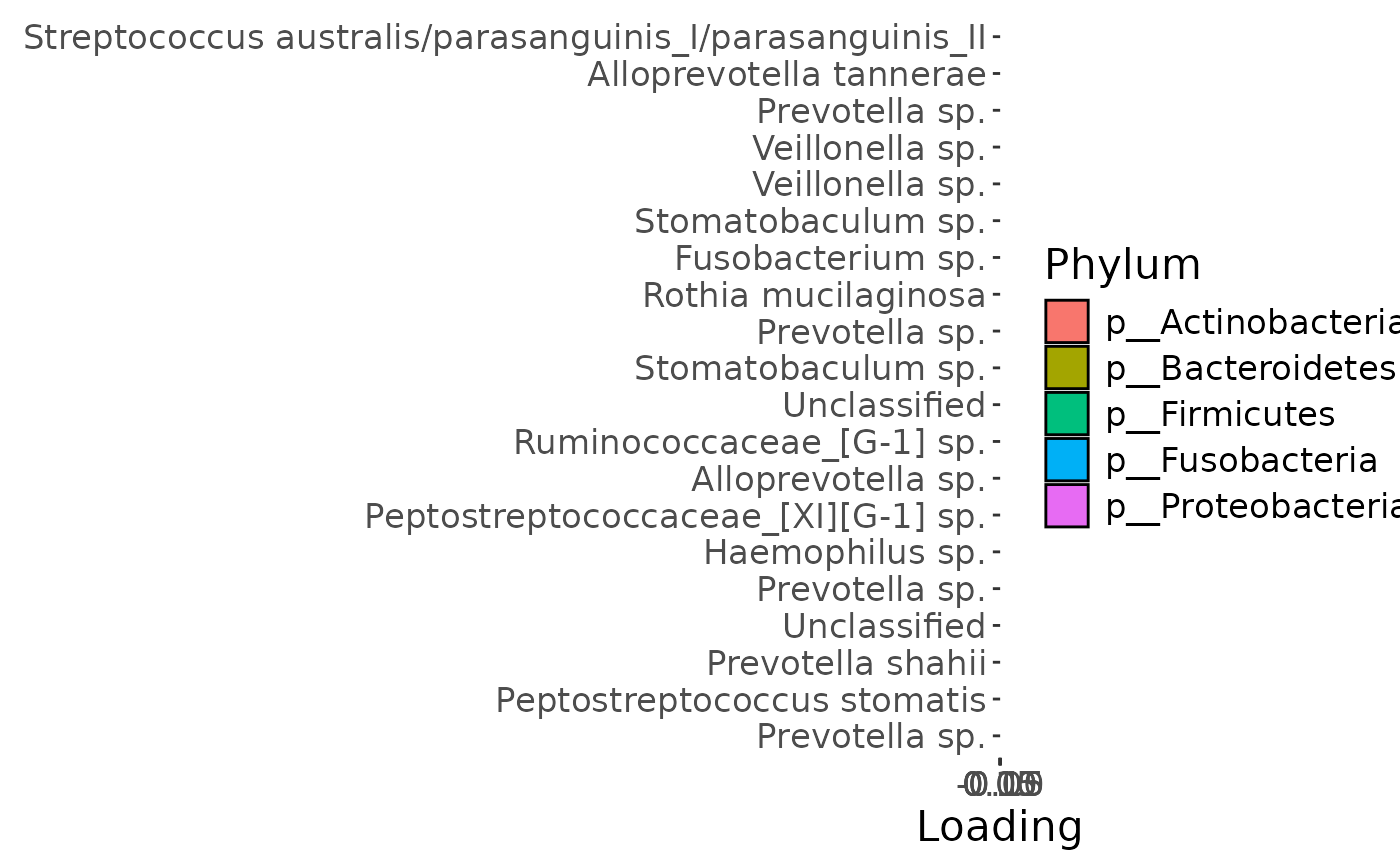 Streptococcus australis/parasanguinis_I/parasanguinis_II
Alloprevotella tannerae
Prevotella sp.
Veillonella sp.
Veillonella sp.
Stomatobaculum sp.
Fusobacterium sp.
Rothia mucilaginosa
Prevotella sp.
Stomatobaculum sp.
Unclassified
Ruminococcaceae_[G-1] sp.
Alloprevotella sp.
Peptostreptococcaceae_[XI][G-1] sp.
Haemophilus sp.
Prevotella sp.
Unclassified
Prevotella shahii
Peptostreptococcus stomatis
Prevotella sp.
Loading
Phylum
p__Actinobacteria
p__Bacteroidetes
p__Firmicutes
p__Fusobacteria
p__Proteobacteria